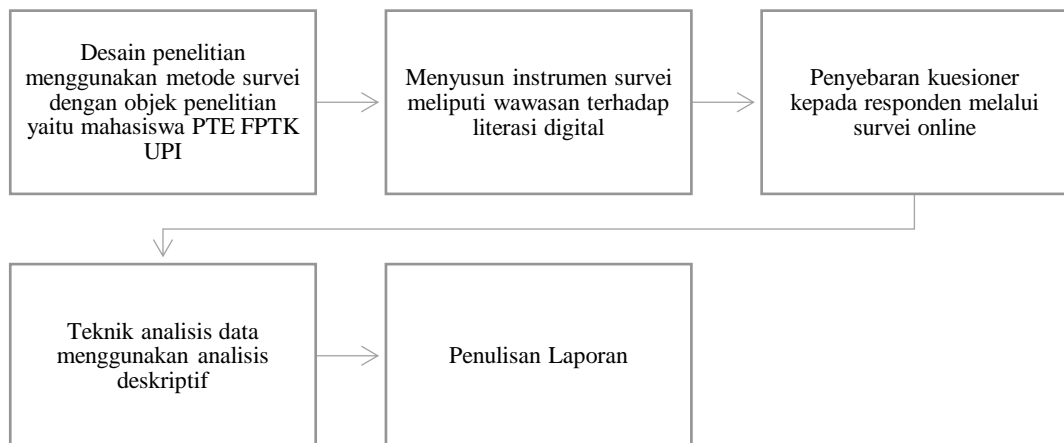 Desain penelitian
menggunakan metode survei
dengan objek penelitian
yaitu mahasiswa PTE FPTK
UPI
Menyusun instrumen survei
meliputi wawasan terhadap
literasi digital
Penyebaran kuesioner
kepada responden melalui
survei online
Teknik analisis data
menggunakan analisis
deskriptif
Penulisan Laporan